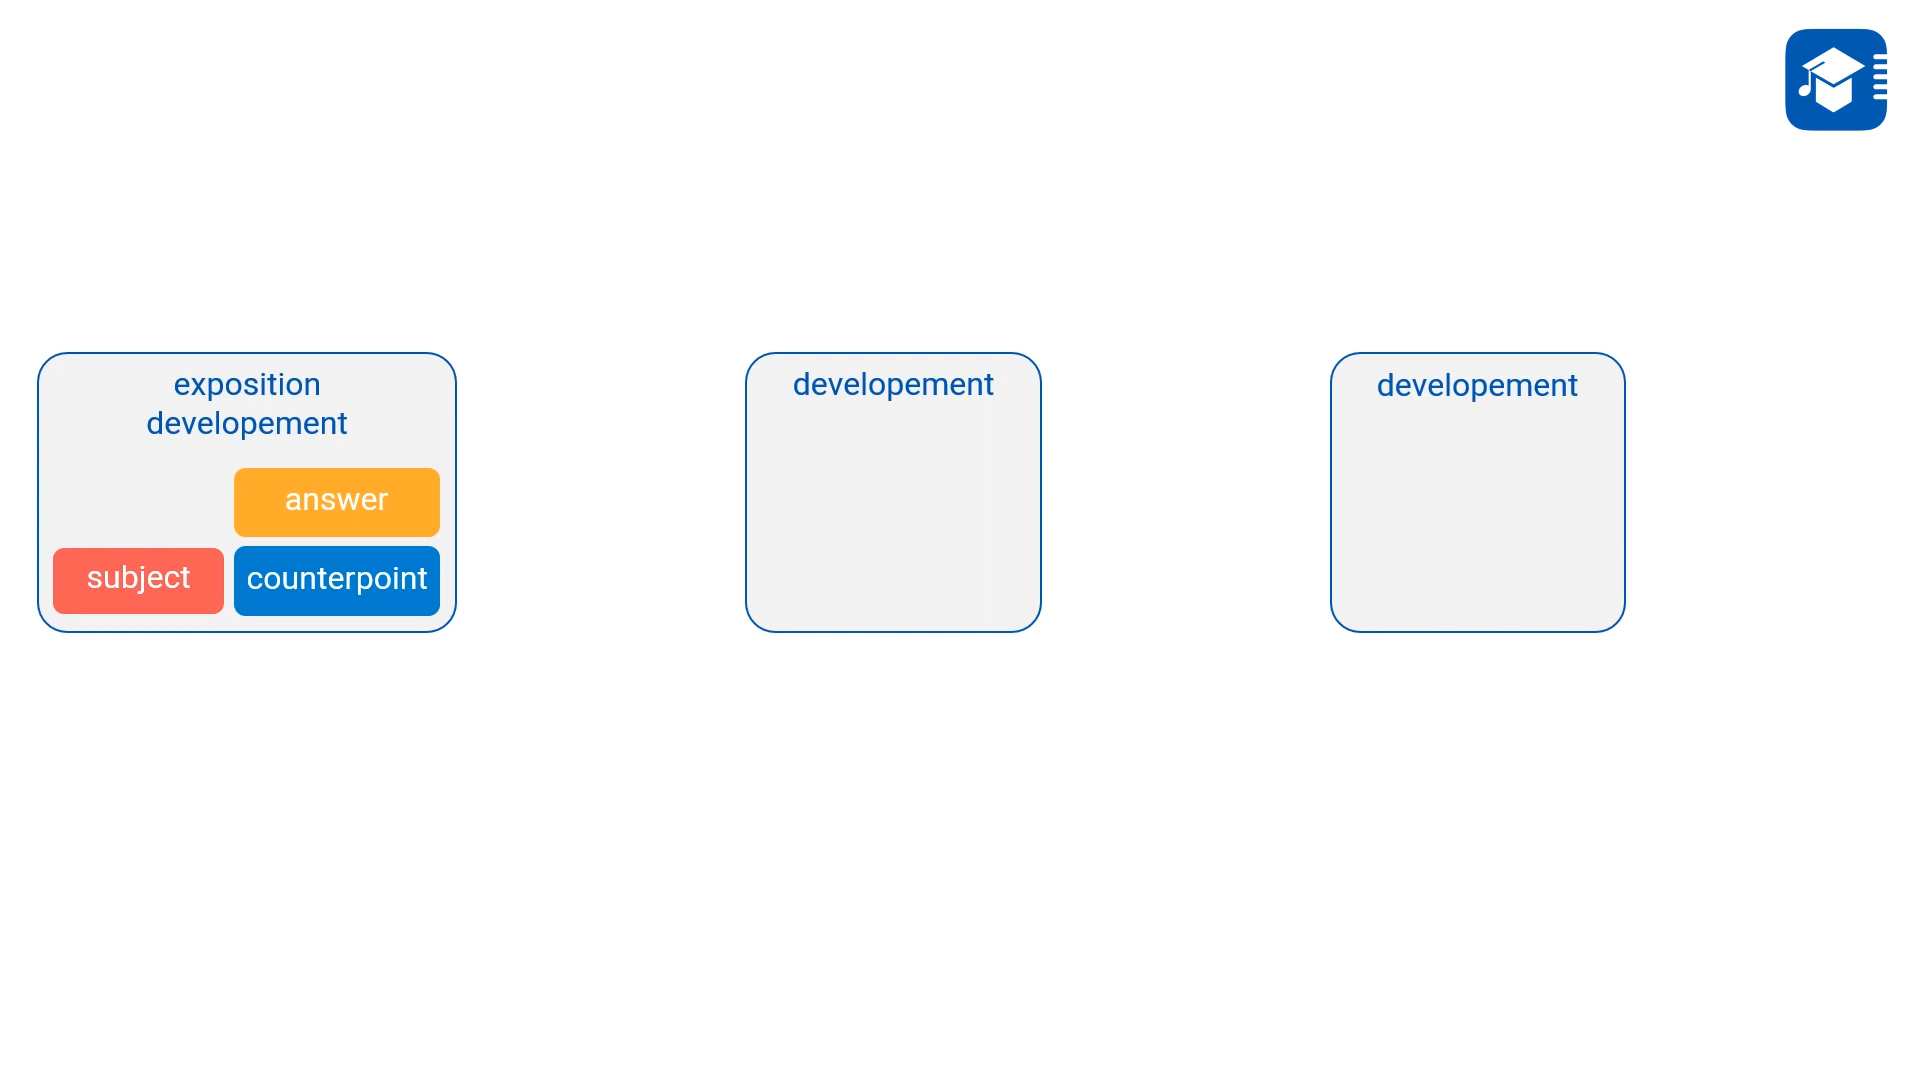 exposition
developement
answer
subject
counterpoint
developement
developement